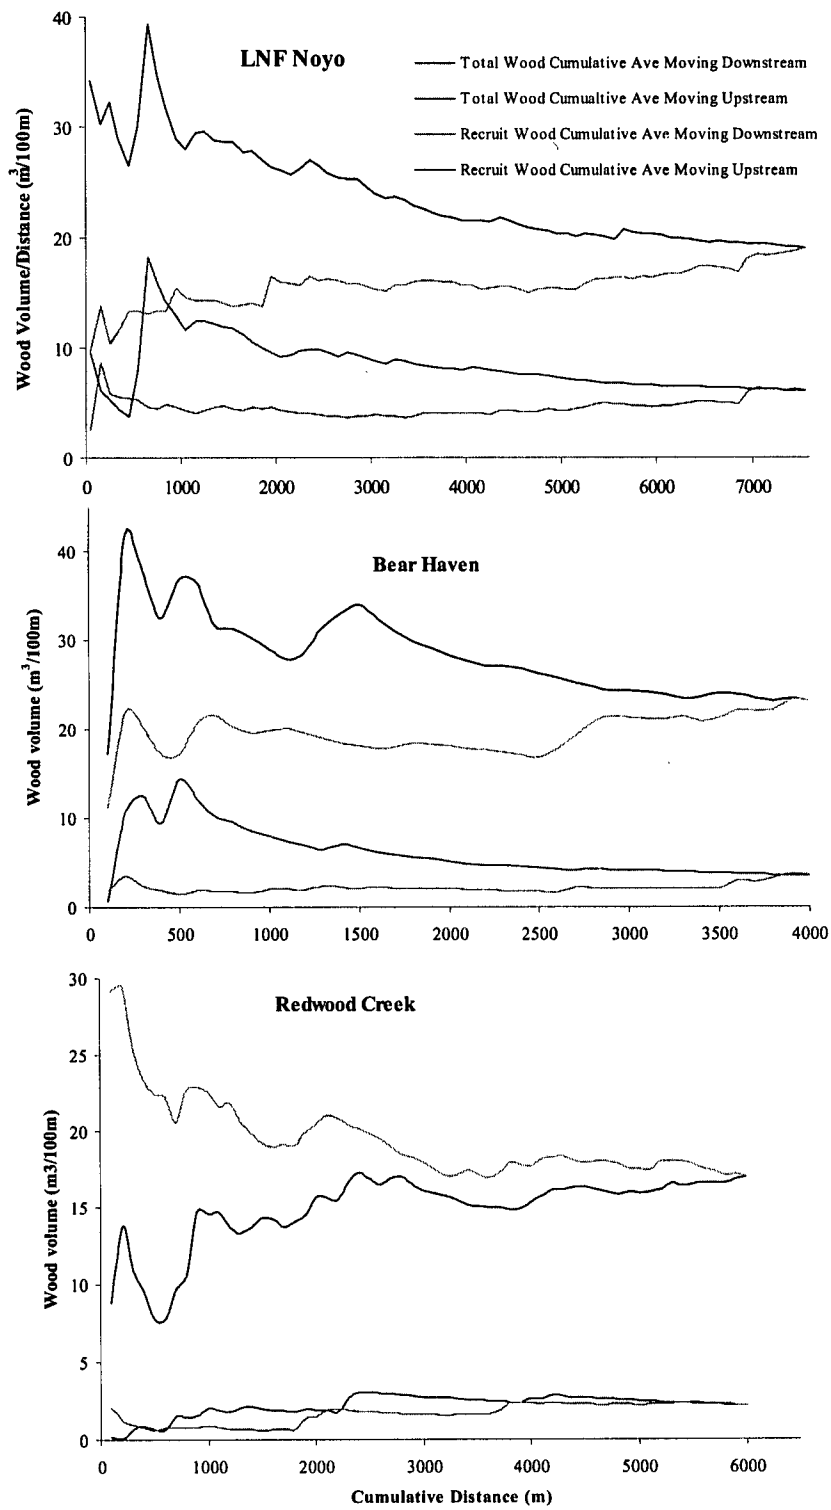 LNF Noyo
Total Wood Cumulative Ave Moving Downstream
Total Wood Cumualtive Ave Moving Upstream
Recruit Wood Cumulative Ave Moving Downstream
Recruit Wood Cumulative Ave Moving Upstream
Wood Volume/Distance (m³/100m)
40
30
20
10
0
0 1000 2000 3000 4000 5000 6000 7000
Bear Haven
Wood volume (m³/100m)
40
30
20
10
0
0 500 1000 1500 2000 2500 3000 3500 4000
Redwood Creek
Wood volume (m3/100m)
30
25
20
15
10
5
0
0 1000 2000 3000 4000 5000 6000
Cumulative Distance (m)